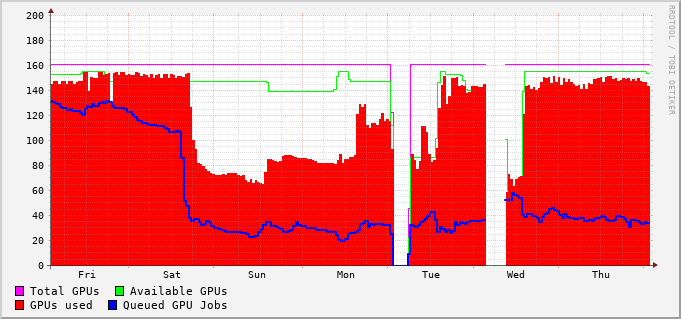 200
180
160
140
120
100
80
60
40
20
0
Fri Sat Sun Mon Tue Wed Thu
Total GPUs Available GPUs
GPUs used Queued GPU Jobs
RRDTOOL / TOBI OETIKER